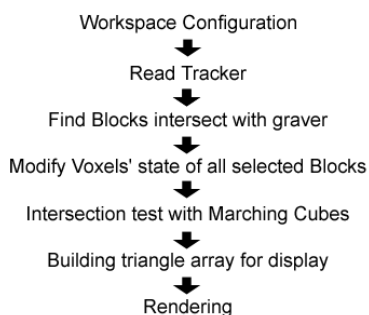 Workspace Configuration
Read Tracker
Find Blocks intersect with graver
Modify Voxels' state of all selected Blocks
Intersection test with Marching Cubes
Building triangle array for display
Rendering